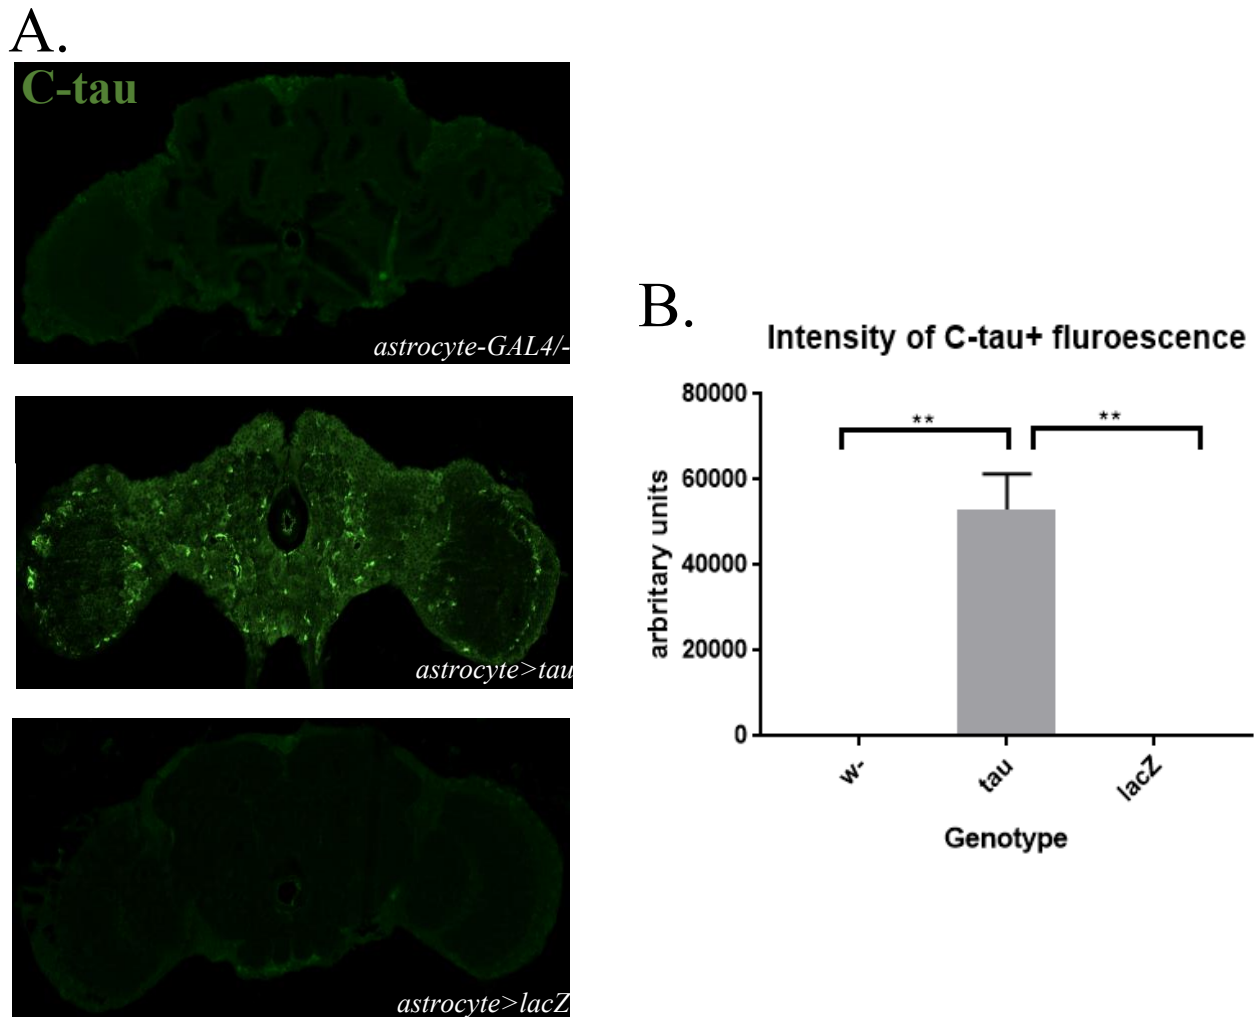 A.
C-tau
astrocyte-GAL4/-
astrocyte>tau
astrocyte>lacZ
B.
Intensity of C-tau+ fluroescence
80000
60000
40000
20000
0
arbritary units
**
**
w-
tau
lacZ
Genotype